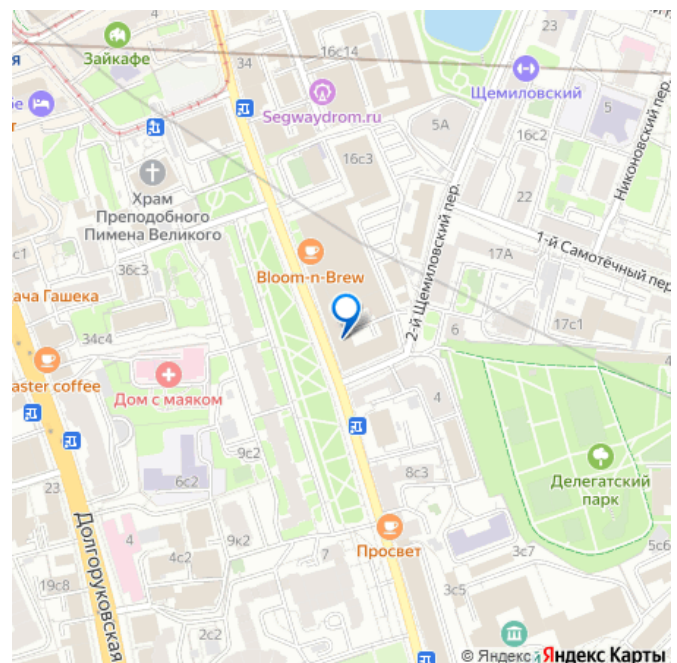 23
16с14
Зайкафе
34
Щемиловский
Segwaydrom.ru
5
5А
16с2
Никоновский пер.
16с3
Храм
Преподобного
Пимена Великого
22
2-й Щемиловский пер.
1-й Самотёчный пер
17А
с1
36с3
Bloom-n-Brew
ача Гашека
17с1
34с4
6
aster coffee
Дом с маяком
4
9с2
8с3
Делегатский
парк
6с2
23
Долгоруковская
4
Просвет
9к2
7
3с7
5с6
4с2
19с8
3с5
2с2
© Яндекс
Яндекс Карты